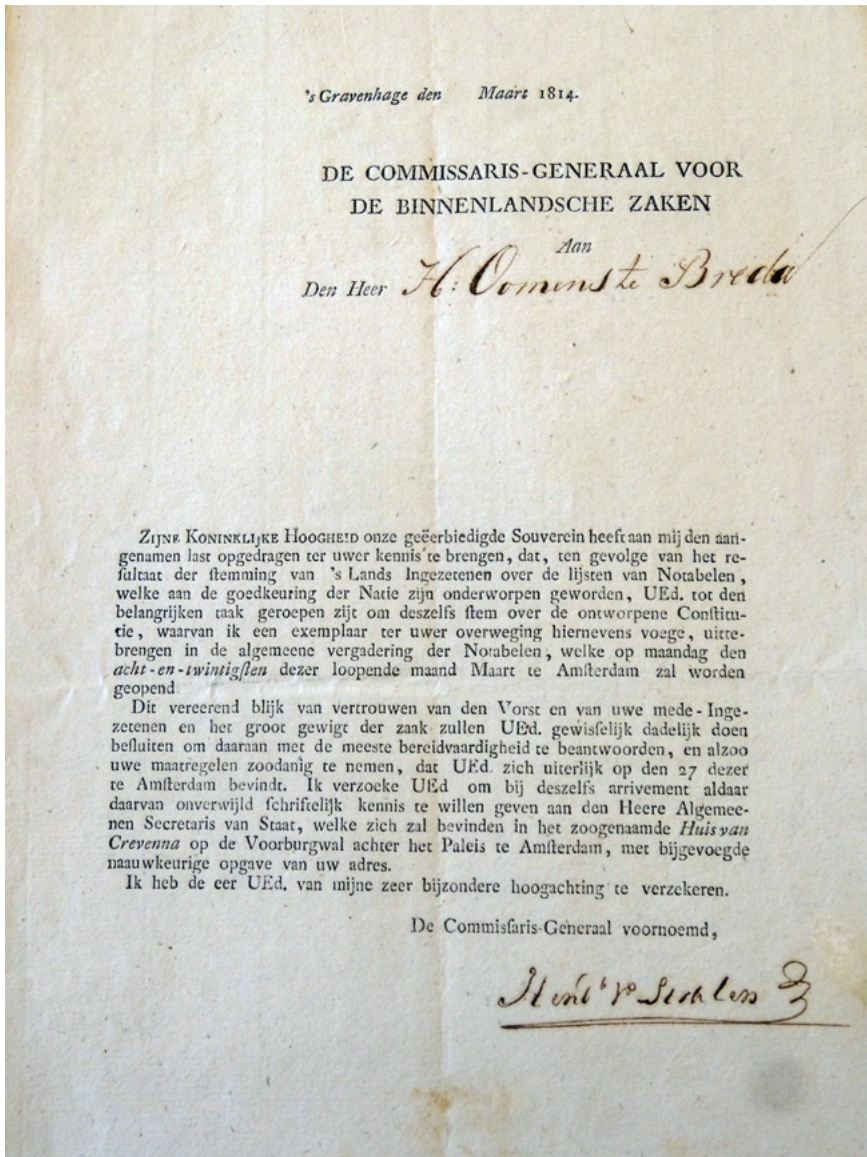 's Gravenhage den Maart 1814.
DE COMMISSARIS-GENERAAL VOOR
DE BINNENLANDSCHE ZAKEN
Aan
Den Heer H: Oomens te Breda
ZIJNE KONINKLIJKE HOOGHEID onze geëerbiedigde Souverein heeft aan mij den aan-
genamen last opgedragen ter uwer kennis te brengen, dat, ten gevolge van het re-
ſultaat der ſtemming van 's Lands Ingezetenen over de lijsten van Notabelen,
welke aan de goedkeuring der Natie zijn onderworpen geworden, UEd. tot den
belangrijken taak geroepen zijt om deszelfs ſtem over de ontworpene Conſtitu-
tie, waarvan ik een exemplaar ter uwer overweging hiernevens voege, uitte-
brengen in de algemeene vergadering der Notabelen, welke op maandag den
acht-en-twintigſten dezer loopende maand Maart te Amſterdam zal worden
geopend.
Dit vereerend blijk van vertrouwen van den Vorst en van uwe mede-Inge-
zetenen en het groot gewigt der zaak zullen UEd. gewisſelijk dadelijk doen
beſluiten om daaraan met de meeste bereidvaardigheid te beantwoorden, en alzoo
uwe maatregelen zoodanig te nemen, dat UEd. zich uiterlijk op den 27 dezer
te Amſterdam bevindt. Ik verzoeke UEd om bij deszelfs arrivement aldaar
daarvan onverwijld ſchriftelijk kennis te willen geven aan den Heere Algemee-
nen Secretaris van Staat, welke zich zal bevinden in het zoogenaamde Huis van
Crevenna op de Voorburgwal achter het Paleis te Amſterdam, met bijgevoegde
naauwkeurige opgave van uw adres.
Ik heb de eer UEd. van mijne zeer bijzondere hoogachting te verzekeren.
De Commisſaris-Generaal voornoemd,